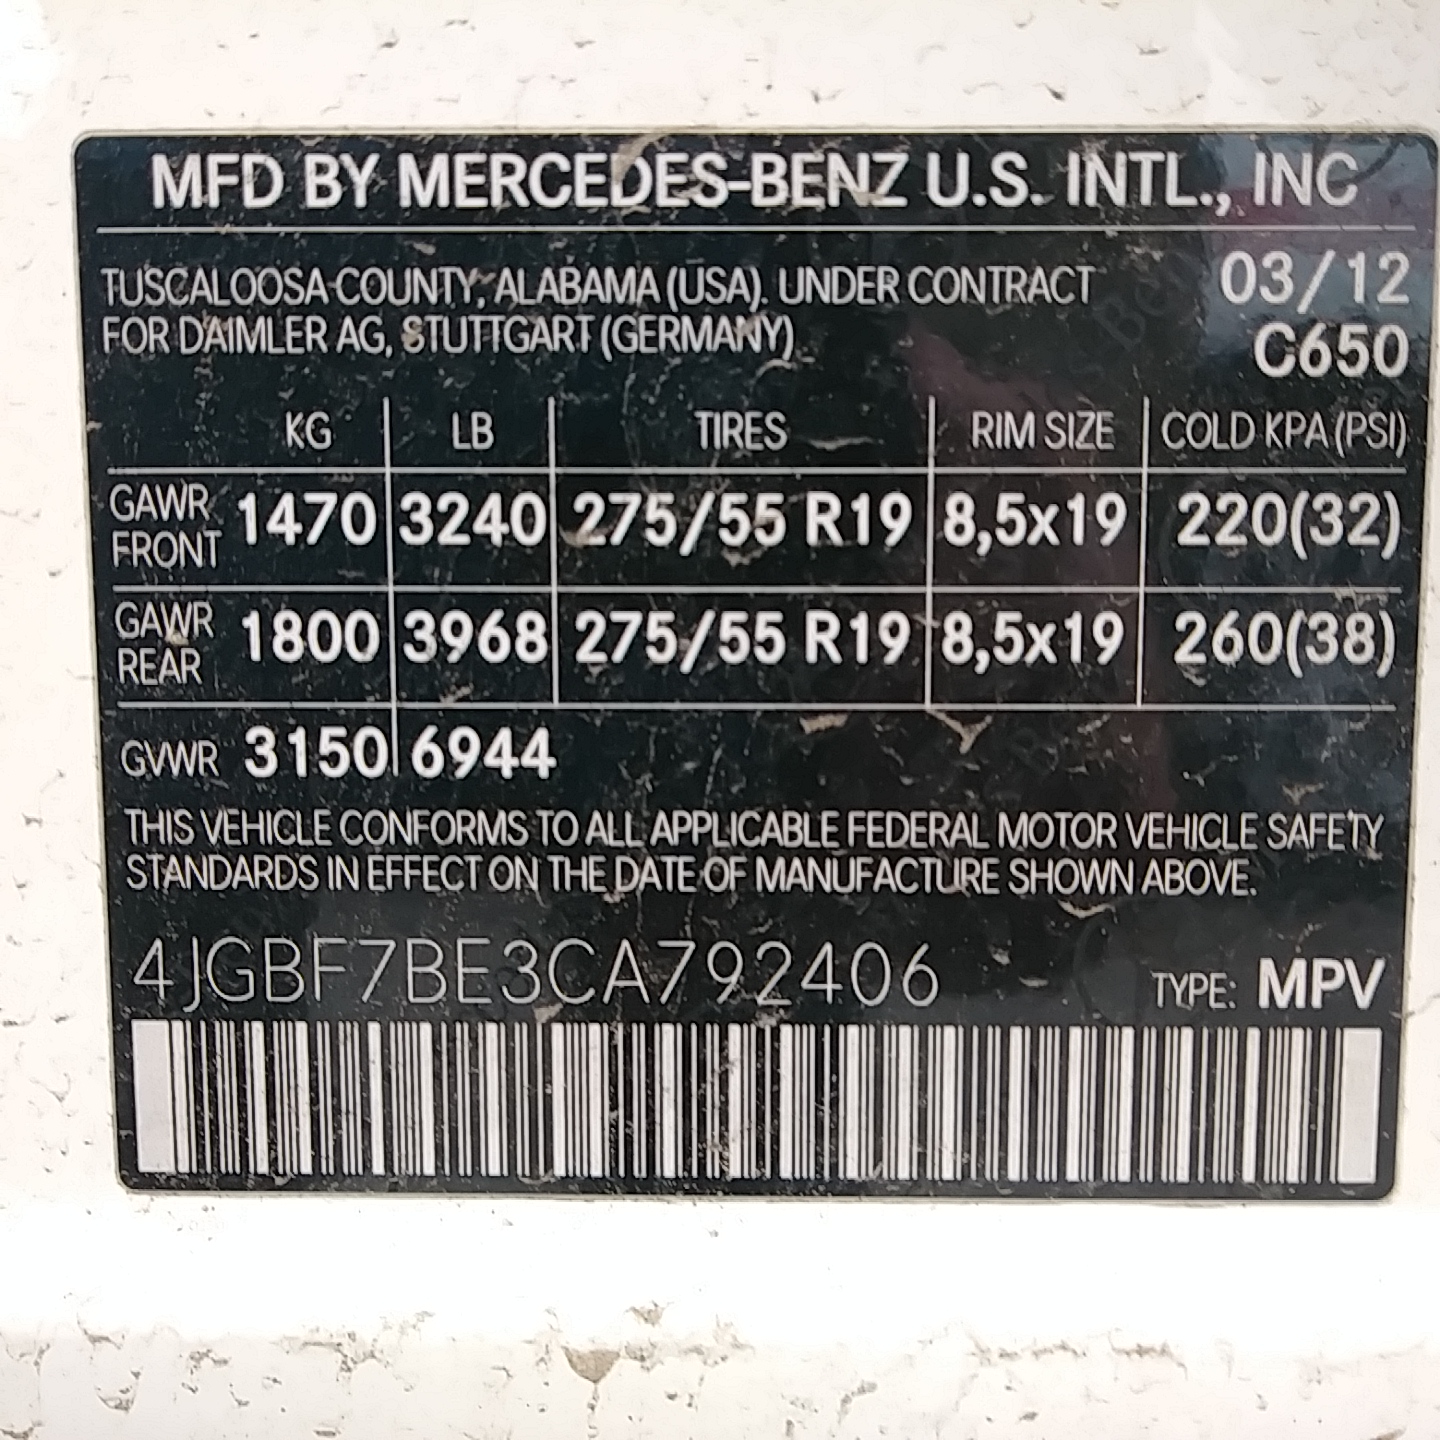 MFD BY MERCEDES-BENZ U.S. INTL., INC
TUSCALOOSA COUNTY, ALABAMA (USA). UNDER CONTRACT 03/12
FOR DAIMLER AG, STUTTGART (GERMANY) C650
KG LB TIRES RIM SIZE COLD KPA (PSI)
GAWR FRONT 1470 3240 275/55 R19 8,5x19 220(32)
GAWR REAR 1800 3968 275/55 R19 8,5x19 260(38)
GVWR 3150 6944
THIS VEHICLE CONFORMS TO ALL APPLICABLE FEDERAL MOTOR VEHICLE SAFETY
STANDARDS IN EFFECT ON THE DATE OF MANUFACTURE SHOWN ABOVE.
4JGBF7BE3CA792406 TYPE: MPV